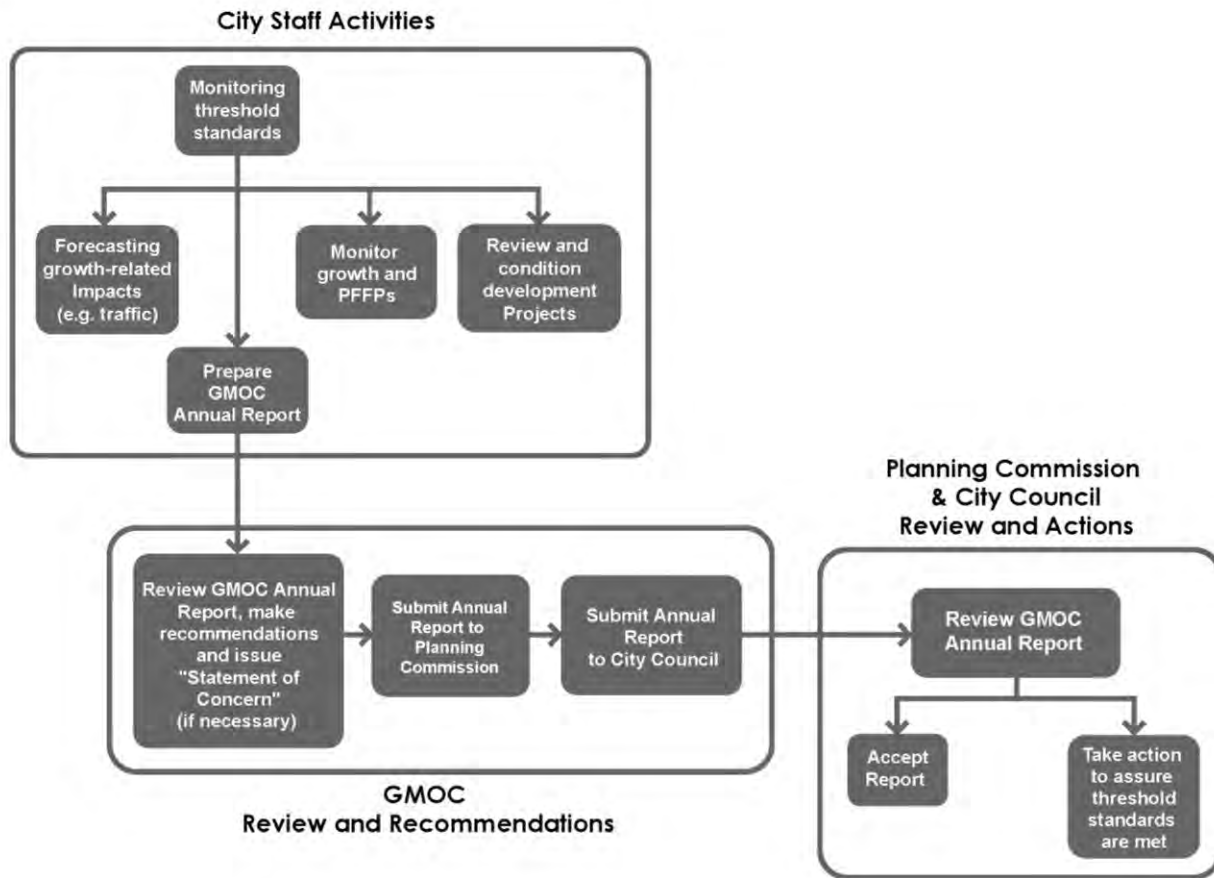 City Staff Activities
Monitoring
threshold
standards
Forecasting
growth-related
Impacts
(e.g. traffic)
Monitor
growth and
PFFPs
Review and
condition
development
Projects
Prepare
GMOC
Annual Report
Review GMOC Annual
Report, make
recommendations
and issue
"Statement of
Concern"
(if necessary)
Submit Annual
Report to
Planning
Commission
Submit Annual
Report
to City Council
GMOC
Review and Recommendations
Planning Commission
& City Council
Review and Actions
Review GMOC
Annual Report
Accept
Report
Take action
to assure
threshold
standards
are met